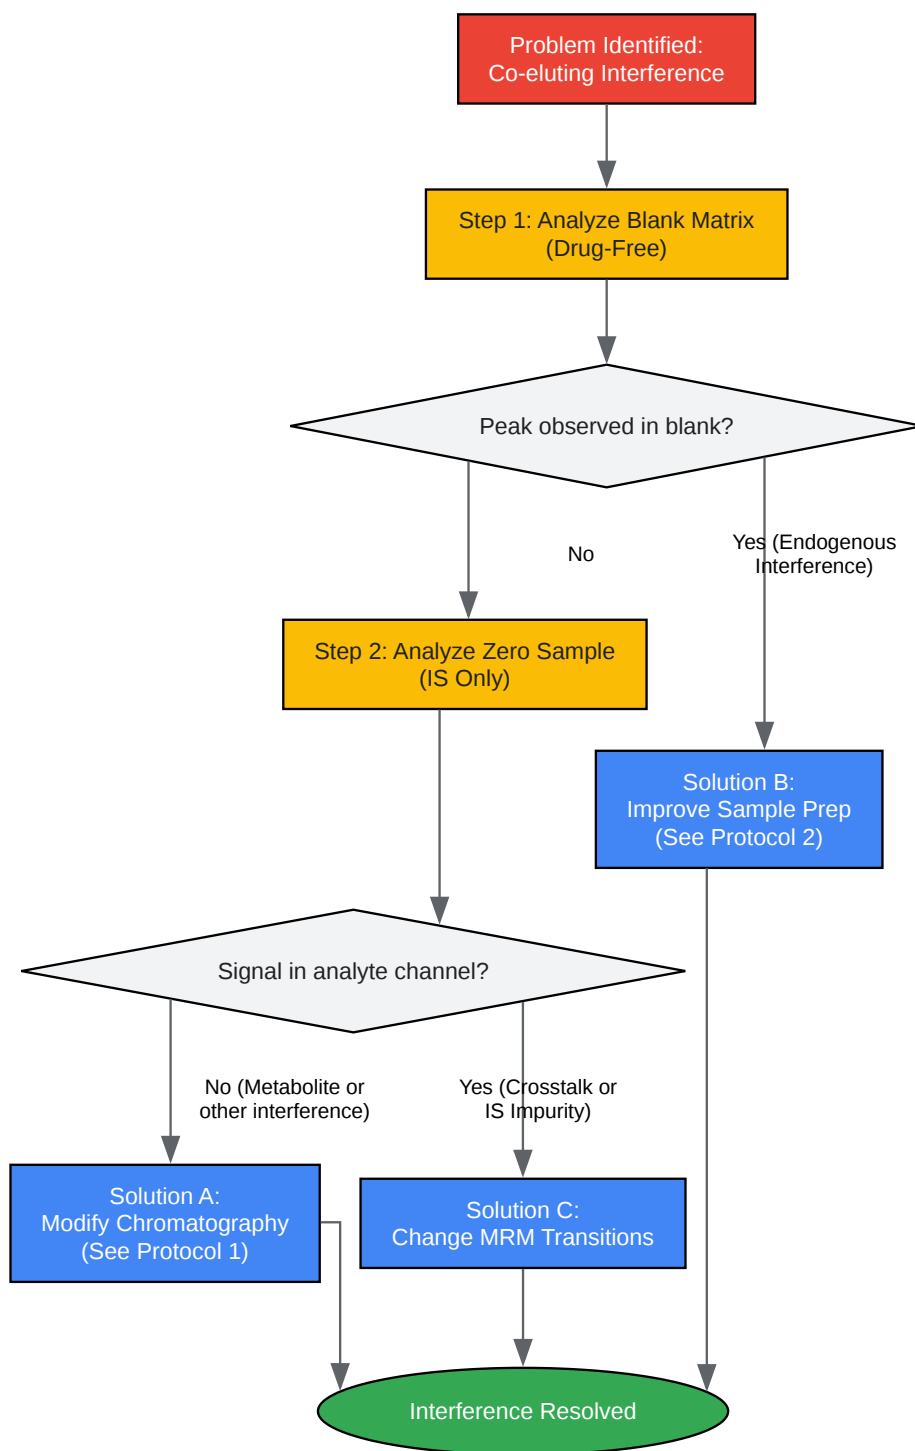 Problem Identified:
Co-eluting Interference
Step 1: Analyze Blank Matrix
(Drug-Free)
Peak observed in blank?
No
Yes (Endogenous
Interference)
Step 2: Analyze Zero Sample
(IS Only)
Solution B:
Improve Sample Prep
(See Protocol 2)
Signal in analyte channel?
No (Metabolite or
other interference)
Yes (Crosstalk or
IS Impurity)
Solution A:
Modify Chromatography
(See Protocol 1)
Solution C:
Change MRM Transitions
Interference Resolved